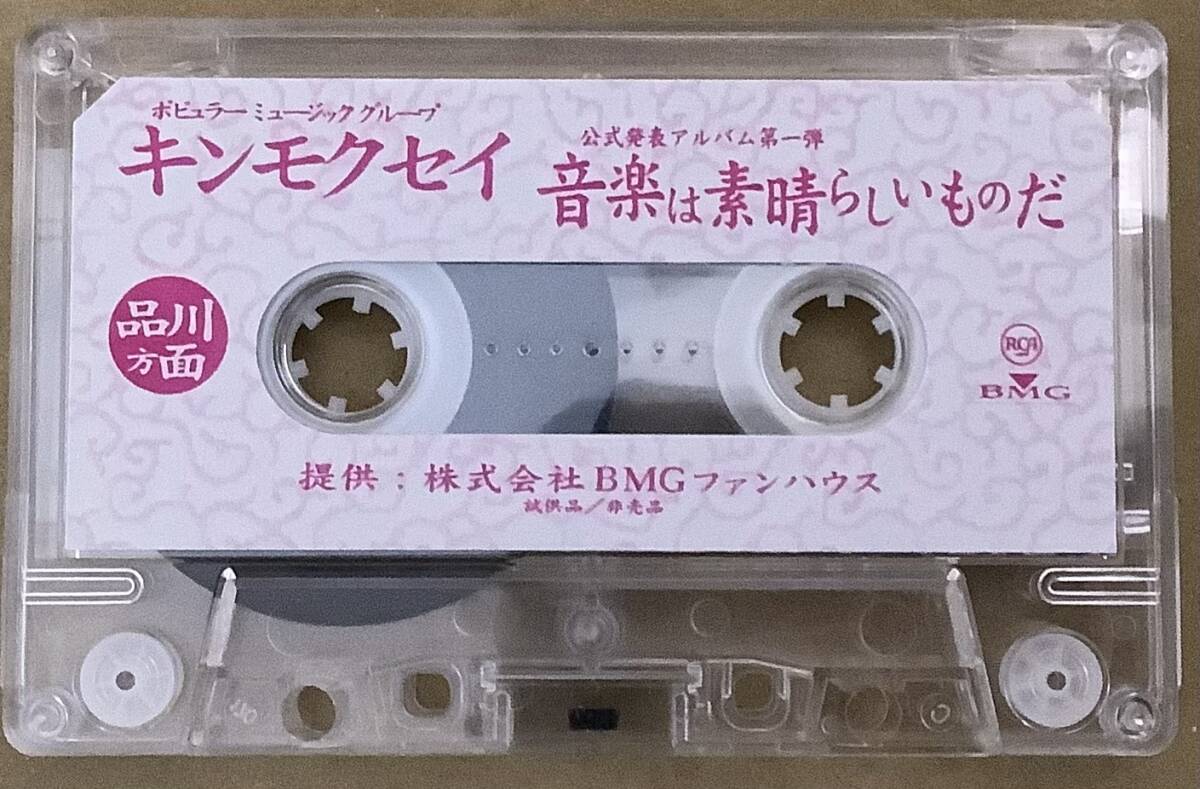 ポピュラーミュージックグループ
キンモクセイ
公式発表アルバム第一弾
音楽は素晴らしいものだ
品川
方面
RCA
BMG
提供：株式会社BMGファンハウス
試供品／非売品